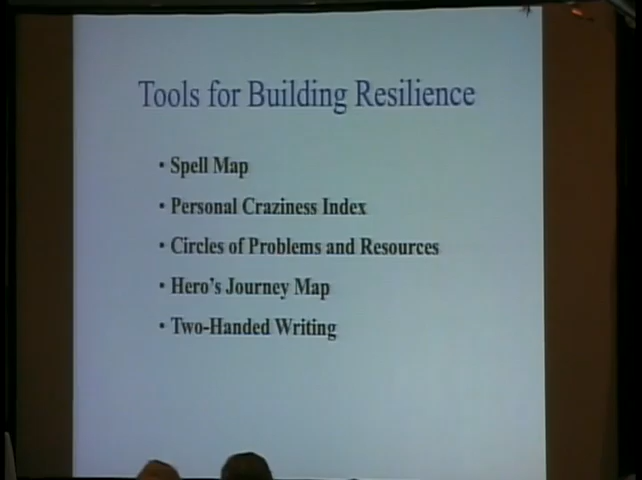 Tools for Building Resilience
• Spell Map
• Personal Craziness Index
• Circles of Problems and Resources
• Hero's Journey Map
• Two-Handed Writing